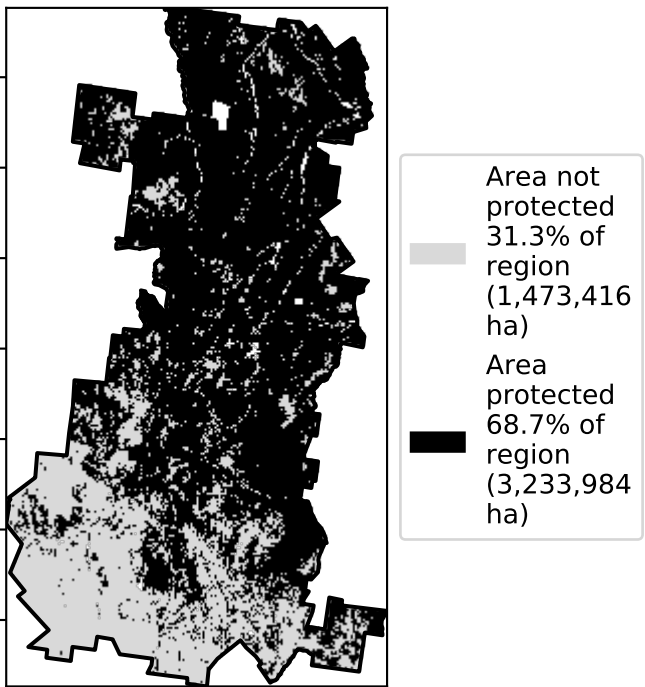 Area not
protected
31.3% of
region
(1,473,416
ha)
Area
protected
68.7% of
region
(3,233,984
ha)